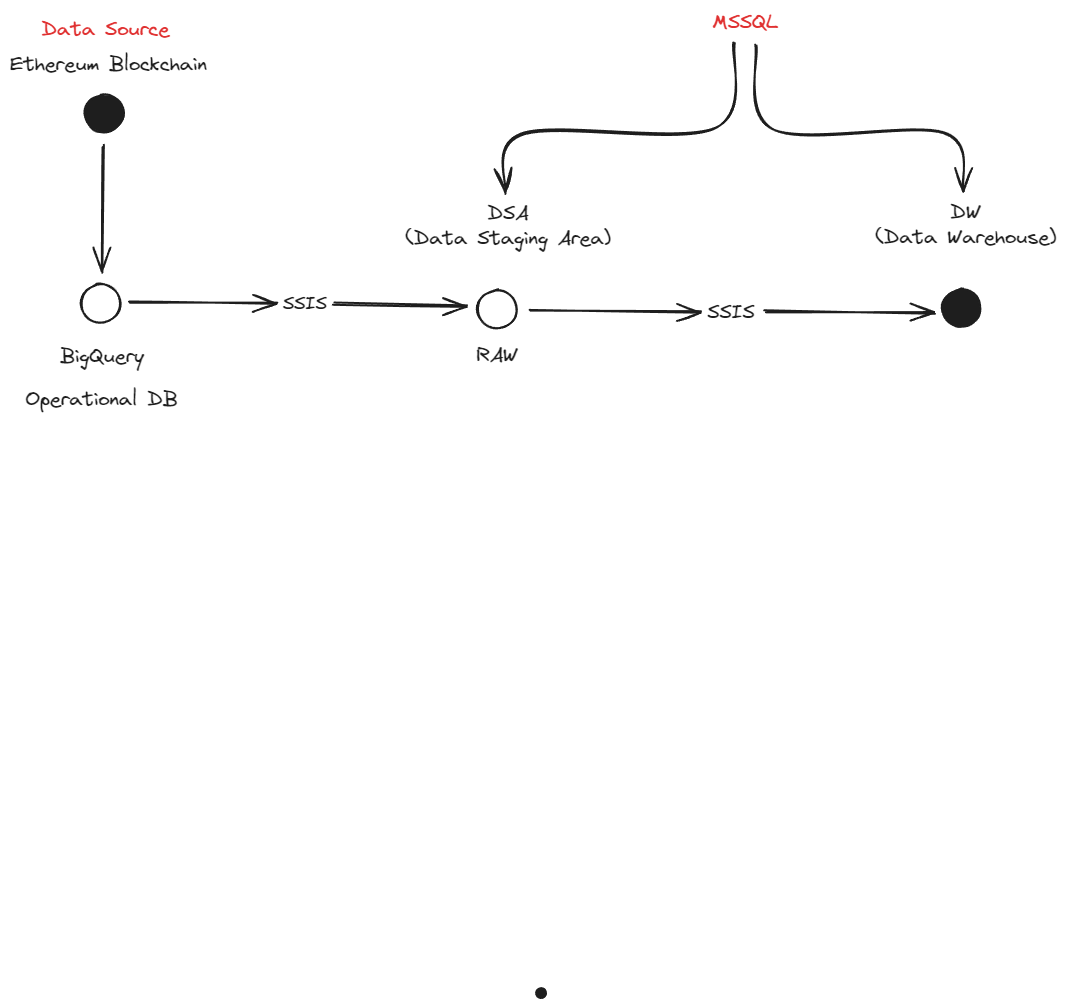 Data Source
Ethereum Blockchain
MSSQL
DSA
(Data Staging Area)
DW
(Data Warehouse)
SSIS
SSIS
BigQuery
RAW
Operational DB